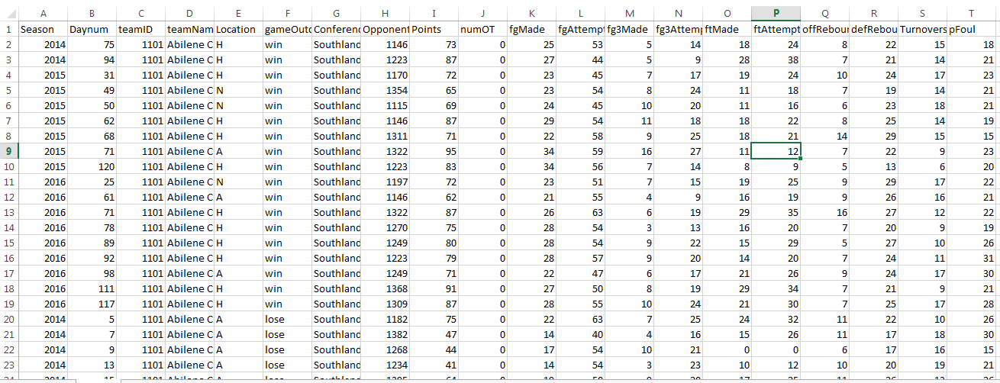 A B C D E F G H I J K L M N O P Q R S T
1 Season Daynum teamID teamNam Location gameOutc Conferenc Opponent Points numOT fgMade fgAttempt fg3Made fg3Attemp ftMade ftAttempt offRebour defRebou Turnovers pFoul
2 2014 75 1101 Abilene C H win Southland 1146 73 0 25 53 5 14 18 24 8 22 15 18
3 2014 94 1101 Abilene C H win Southland 1223 87 0 27 44 5 9 28 38 7 21 14 21
4 2015 31 1101 Abilene C H win Southland 1170 72 0 23 45 7 17 19 24 10 24 17 23
5 2015 49 1101 Abilene C N win Southland 1354 65 0 23 54 8 24 11 18 7 19 14 21
6 2015 50 1101 Abilene C N win Southland 1115 69 0 24 45 10 20 11 16 6 23 18 21
7 2015 62 1101 Abilene C H win Southland 1146 87 0 29 54 11 18 18 22 8 25 14 19
8 2015 68 1101 Abilene C H win Southland 1311 71 0 22 58 9 25 18 21 14 29 15 15
9 2015 71 1101 Abilene C A win Southland 1322 95 0 34 59 16 27 11 12 7 22 9 23
10 2015 120 1101 Abilene C H win Southland 1223 83 0 34 56 7 14 8 9 5 13 6 20
11 2016 25 1101 Abilene C N win Southland 1197 72 0 23 51 7 15 19 25 9 29 17 22
12 2016 61 1101 Abilene C A win Southland 1146 62 0 21 55 4 9 16 19 9 26 16 21
13 2016 71 1101 Abilene C H win Southland 1322 87 0 26 63 6 19 29 35 16 27 12 22
14 2016 78 1101 Abilene C H win Southland 1270 75 0 28 54 3 13 16 20 7 20 9 19
15 2016 89 1101 Abilene C H win Southland 1249 80 0 28 54 9 22 15 29 5 27 10 26
16 2016 92 1101 Abilene C H win Southland 1223 79 0 28 57 9 20 14 20 7 24 11 31
17 2016 98 1101 Abilene C A win Southland 1249 71 0 22 47 6 17 21 26 9 24 17 30
18 2016 111 1101 Abilene C H win Southland 1368 91 0 27 50 8 19 29 34 7 21 9 21
19 2016 117 1101 Abilene C H win Southland 1309 87 0 28 55 10 24 21 30 7 25 17 28
20 2014 5 1101 Abilene C A lose Southland 1182 75 0 22 63 7 25 24 32 11 22 10 26
21 2014 7 1101 Abilene C A lose Southland 1382 47 0 14 40 4 16 15 26 11 17 18 30
22 2014 9 1101 Abilene C A lose Southland 1268 44 0 17 54 10 21 0 0 6 17 16 15
23 2014 13 1101 Abilene C A lose Southland 1234 41 0 14 54 3 23 10 12 10 20 19 21